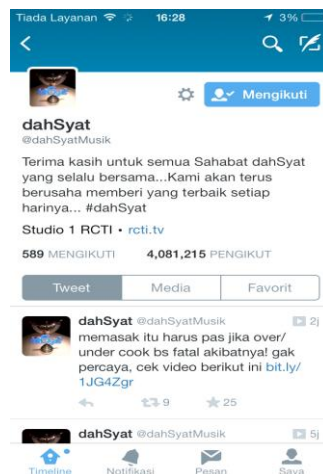 Tiada Layanan 16:28 3%
Mengikuti
dahSyat
@dahSyatMusik
Terima kasih untuk semua Sahabat dahSyat
yang selalu bersama...Kami akan terus
berusaha memberi yang terbaik setiap
harinya... #dahSyat
Studio 1 RCTI • rcti.tv
589 MENGIKUTI 4,081,215 PENGIKUT
Tweet Media Favorit
dahSyat @dahSyatMusik 2j
memasak itu harus pas jika over/
under cook bs fatal akibatnya! gak
percaya, cek video berikut ini bit.ly/
1JG4Zgr
9 25
dahSyat @dahSyatMusik 5j
Timeline Notifikasi Pesan Saya